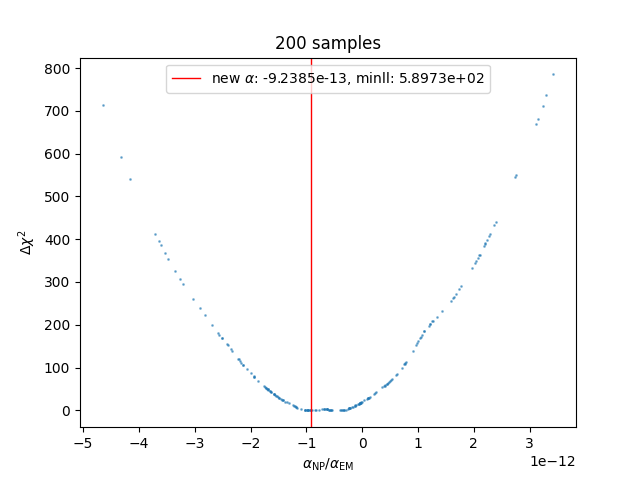 200 samples
new α: -9.2385e-13, minll: 5.8973e+02
800
700
600
500
400
300
200
100
0
Δχ²
−5 −4 −3 −2 −1 0 1 2 3
1e−12
α_NP/α_EM